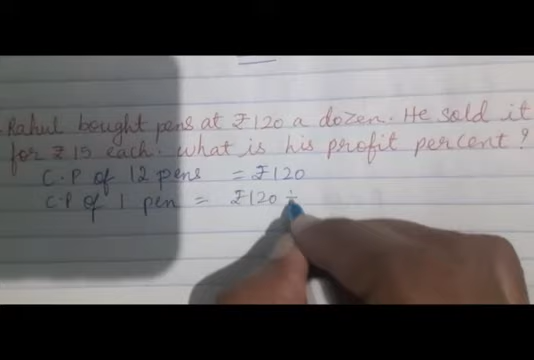 Rahul bought pens at ₹120 a dozen. He sold it
for ₹15 each. What is his profit percent?
C.P of 12 pens = ₹120
C.P of 1 pen = ₹120 ÷